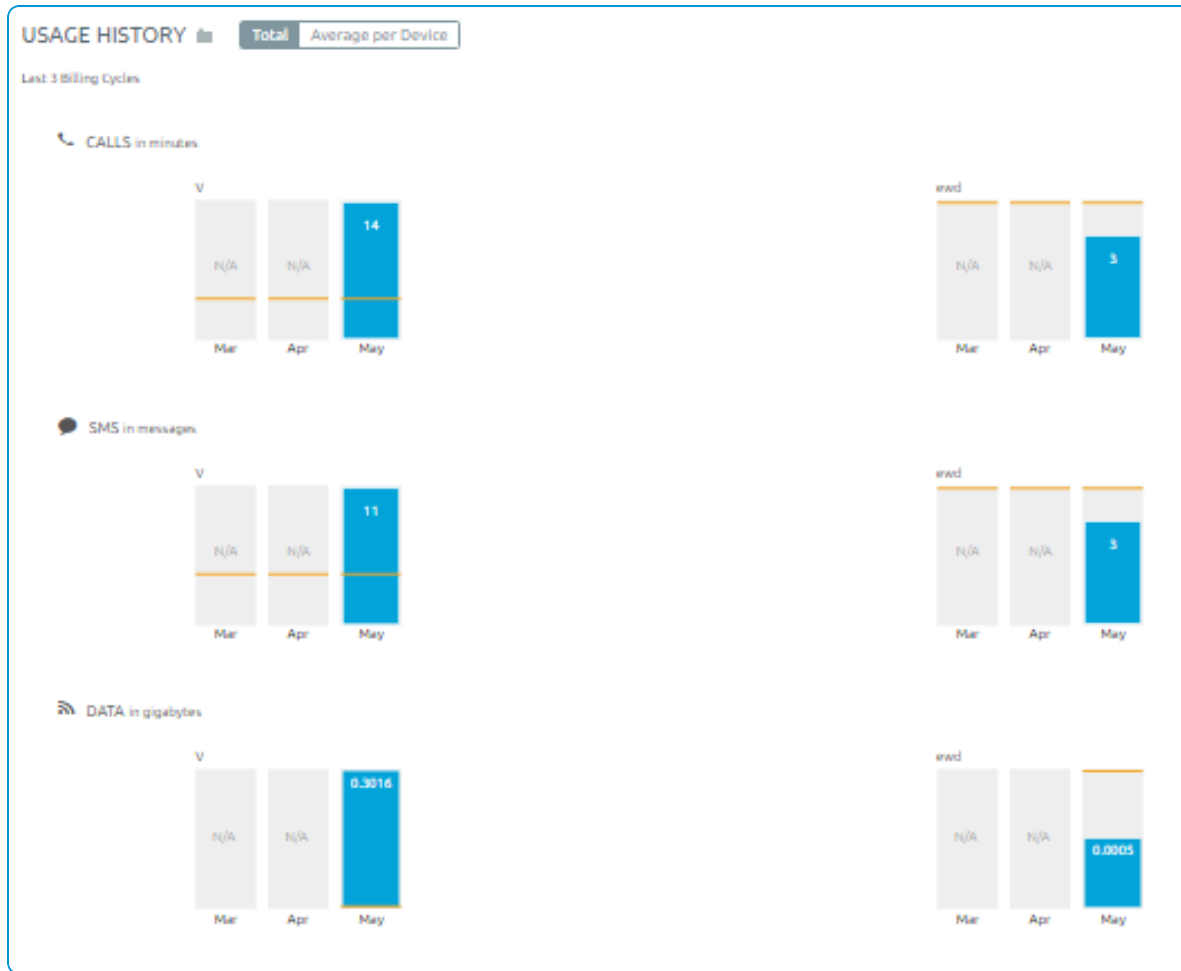 USAGE HISTORY Total Average per Device
Last 3 Billing Cycles
CALLS in minutes
V ewd
N/A N/A 14 N/A N/A 3
Mar Apr May Mar Apr May
SMS in messages
V ewd
N/A N/A 11 N/A N/A 3
Mar Apr May Mar Apr May
DATA in gigabytes
V ewd
N/A N/A 0.3016 N/A N/A 0.0005
Mar Apr May Mar Apr May